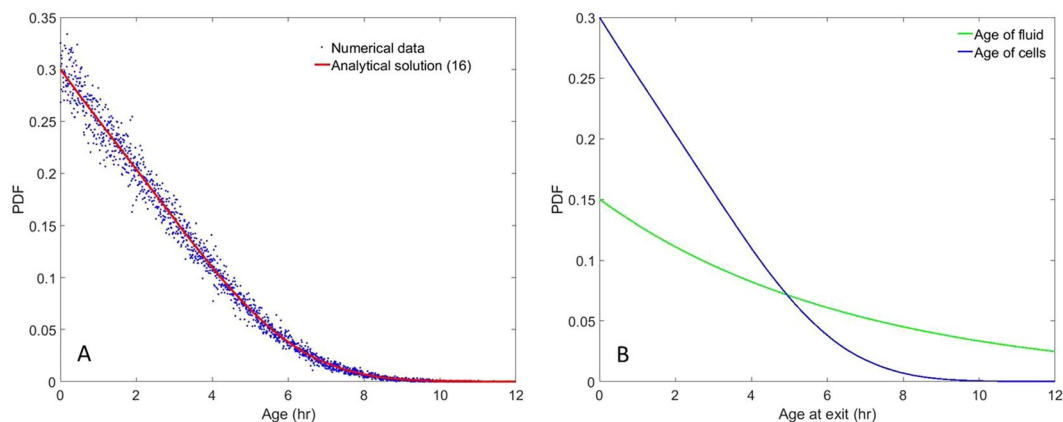 0.35
0.3
0.25
0.2
0.15
0.1
0.05
0
PDF
Numerical data
Analytical solution (16)
A
0 2 4 6 8 10 12
Age (hr)
0.3
0.25
0.2
0.15
0.1
0.05
0
PDF
Age of fluid
Age of cells
B
0 2 4 6 8 10 12
Age at exit (hr)